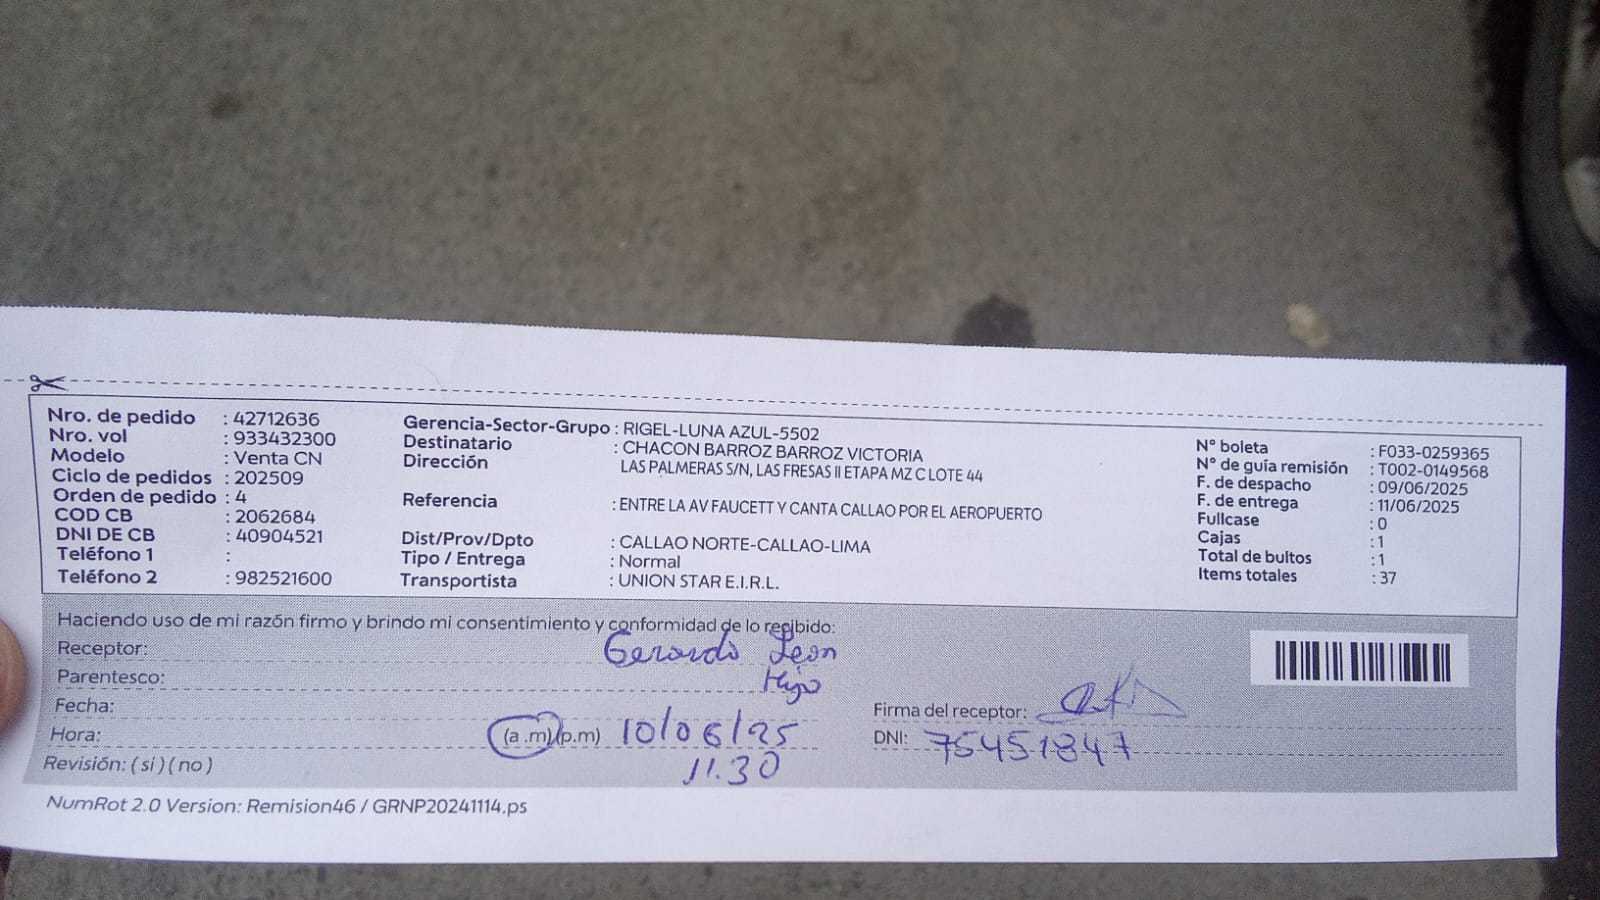 Nro. de pedido : 42712636
Nro. vol : 933432300
Modelo : Venta CN
Ciclo de pedidos : 202509
Orden de pedido : 4
COD CB : 2062684
DNI DE CB : 40904521
Teléfono 1 :
Teléfono 2 : 982521600
Gerencia-Sector-Grupo : RIGEL-LUNA AZUL-5502
Destinatario : CHACON BARROZ BARROZ VICTORIA
Dirección LAS PALMERAS S/N, LAS FRESAS II ETAPA MZ C LOTE 44
Referencia : ENTRE LA AV FAUCETT Y CANTA CALLAO POR EL AEROPUERTO
Dist/Prov/Dpto : CALLAO NORTE-CALLAO-LIMA
Tipo / Entrega : Normal
Transportista : UNION STAR E.I.R.L.
N° boleta : F033-0259365
N° de guía remisión : T002-0149568
F. de despacho : 09/06/2025
F. de entrega : 11/06/2025
Fullcase : 0
Cajas : 1
Total de bultos : 1
Items totales : 37
Haciendo uso de mi razón firmo y brindo mi consentimiento y conformidad de lo recibido:
Receptor: Gerardo Leon
Parentesco: Hijo
Fecha:
Hora: (a .m)(p.m) 10/06/25
Revisión: ( si ) ( no ) 11.30
Firma del receptor:
DNI: 75451847
NumRot 2.0 Version: Remision46 / GRNP20241114.ps